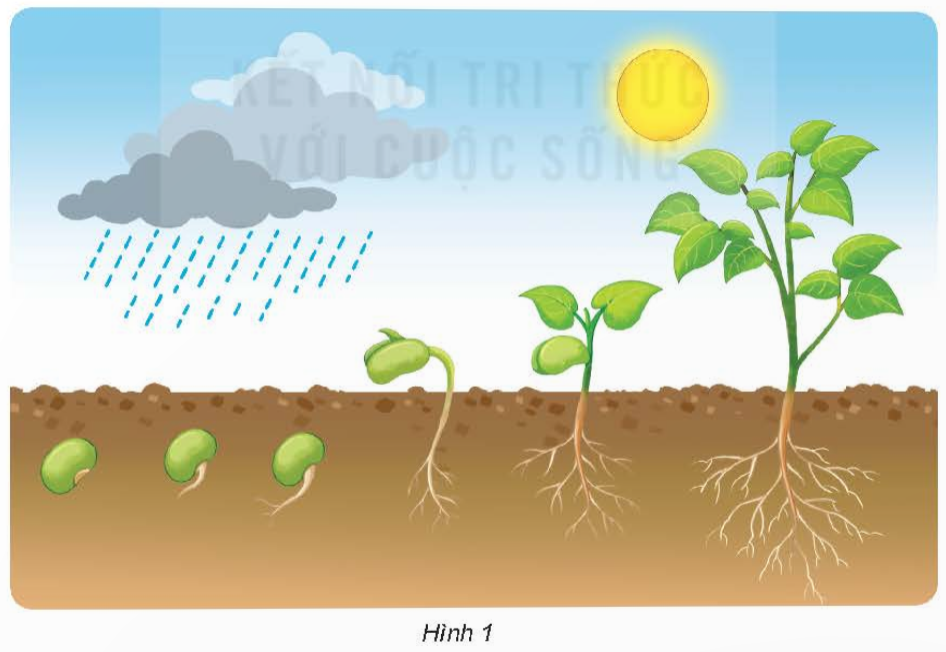 KẾT NỐI TRI THỨC
VỚI CUỘC SỐNG
Hình 1